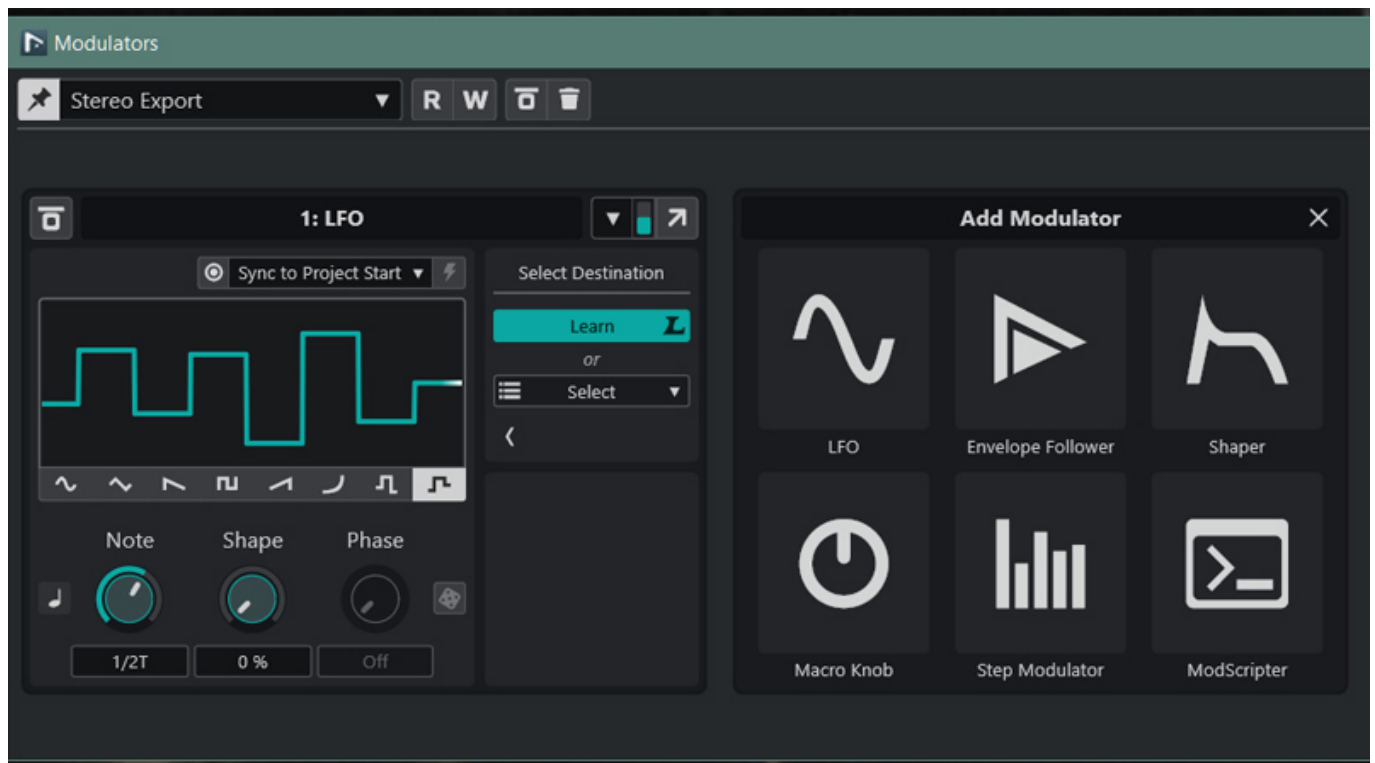 Modulators
Stereo Export
R W
1: LFO
Sync to Project Start
Select Destination
Learn L
or
Select
Note Shape Phase
1/2T 0 % Off
Add Modulator
LFO Envelope Follower Shaper
Macro Knob Step Modulator ModScripter